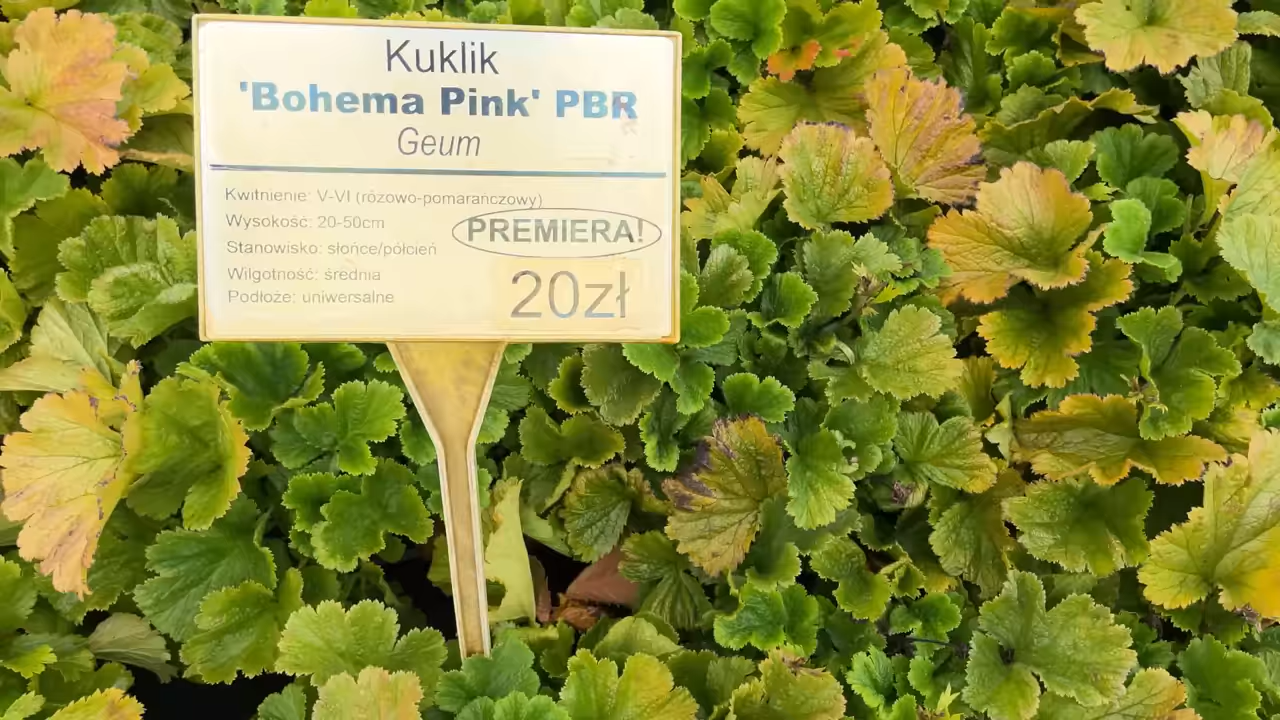 Kuklik
'Bohema Pink' PBR
Geum
Kwitnienie: V-VI (różowo-pomarańczowy)
Wysokość: 20-50cm
PREMIERA!
Stanowisko: słońce/półcień
Wilgotność: średnia
20zł
Podłoże: uniwersalne